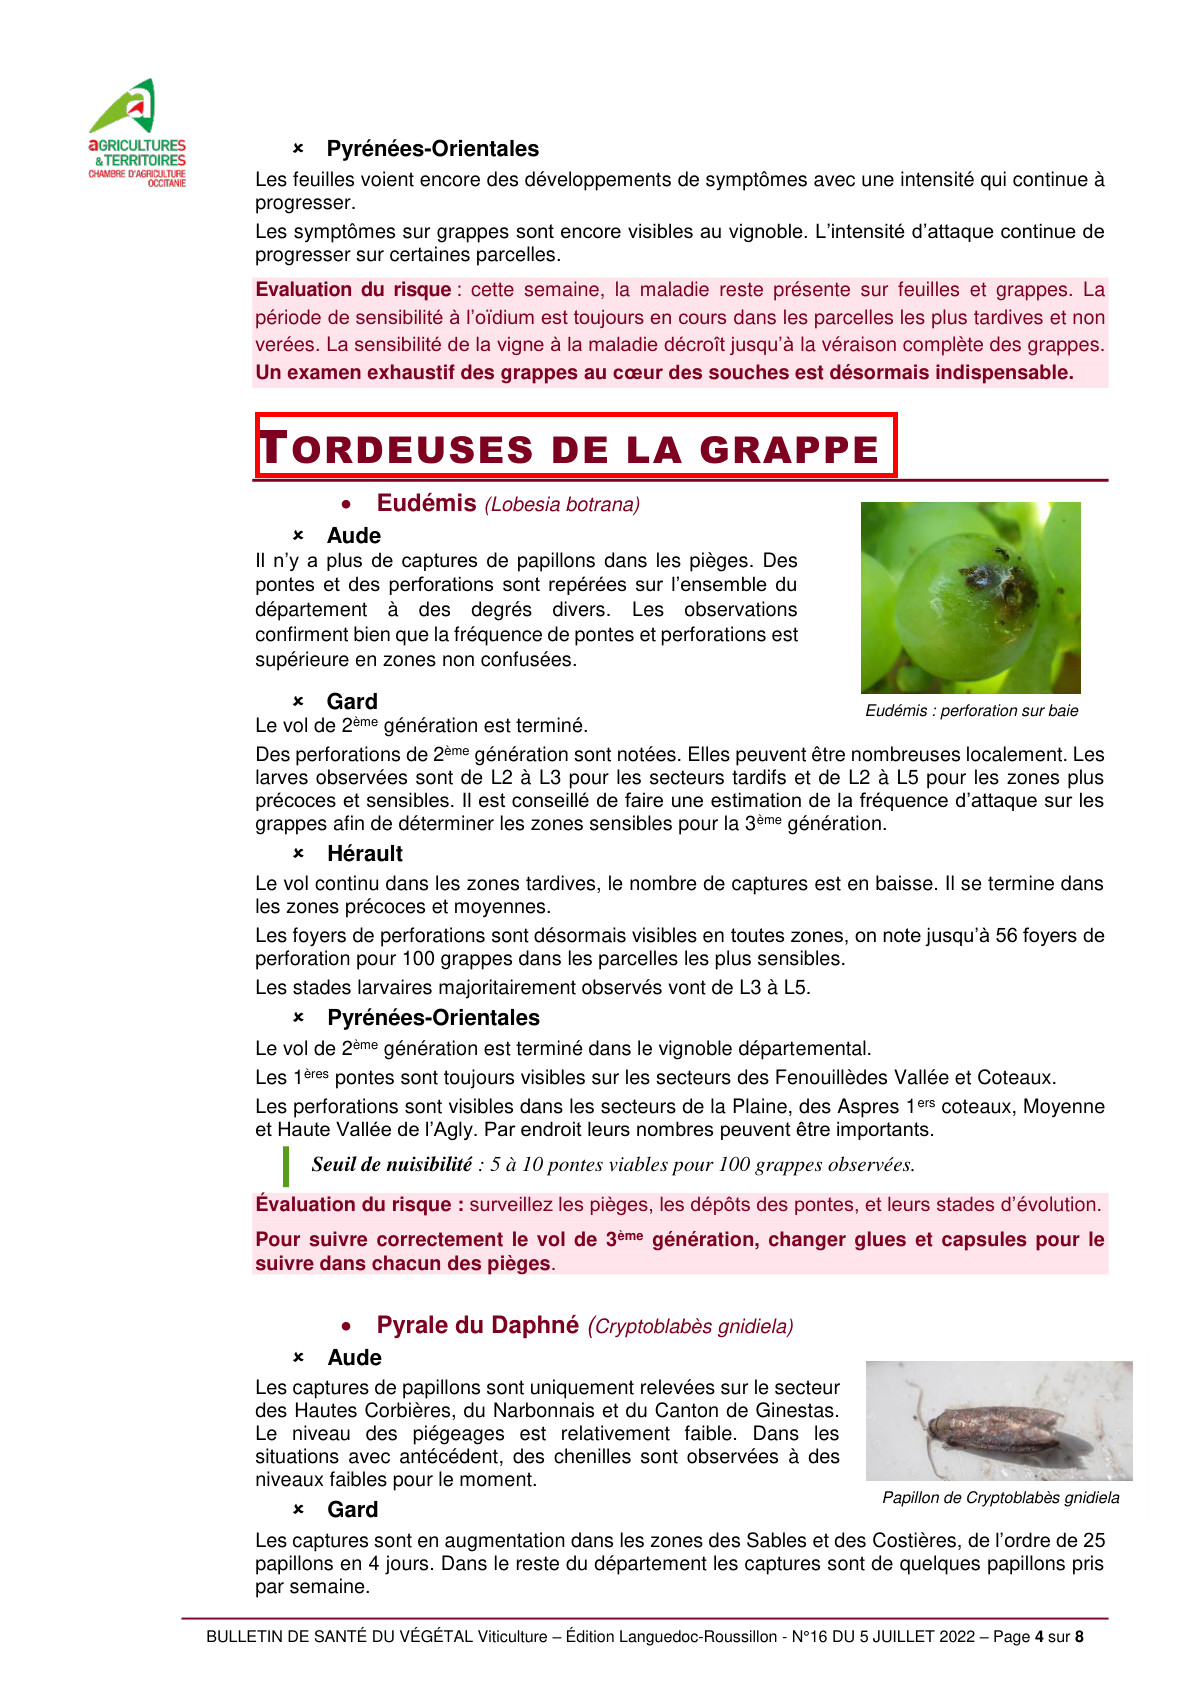 aGRICULTURES
& TERRITOIRES
CHAMBRE D'AGRICULTURE
OCCITANIE
× Pyrénées-Orientales
Les feuilles voient encore des développements de symptômes avec une intensité qui continue à
progresser.
Les symptômes sur grappes sont encore visibles au vignoble. L’intensité d’attaque continue de
progresser sur certaines parcelles.
Evaluation du risque : cette semaine, la maladie reste présente sur feuilles et grappes. La
période de sensibilité à l’oïdium est toujours en cours dans les parcelles les plus tardives et non
verées. La sensibilité de la vigne à la maladie décroît jusqu’à la véraison complète des grappes.
Un examen exhaustif des grappes au cœur des souches est désormais indispensable.
TORDEUSES DE LA GRAPPE
• Eudémis (Lobesia botrana)
× Aude
Il n’y a plus de captures de papillons dans les pièges. Des
pontes et des perforations sont repérées sur l’ensemble du
département à des degrés divers. Les observations
confirment bien que la fréquence de pontes et perforations est
supérieure en zones non confusées.
Eudémis : perforation sur baie
× Gard
Le vol de 2ème génération est terminé.
Des perforations de 2ème génération sont notées. Elles peuvent être nombreuses localement. Les
larves observées sont de L2 à L3 pour les secteurs tardifs et de L2 à L5 pour les zones plus
précoces et sensibles. Il est conseillé de faire une estimation de la fréquence d’attaque sur les
grappes afin de déterminer les zones sensibles pour la 3ème génération.
× Hérault
Le vol continu dans les zones tardives, le nombre de captures est en baisse. Il se termine dans
les zones précoces et moyennes.
Les foyers de perforations sont désormais visibles en toutes zones, on note jusqu’à 56 foyers de
perforation pour 100 grappes dans les parcelles les plus sensibles.
Les stades larvaires majoritairement observés vont de L3 à L5.
× Pyrénées-Orientales
Le vol de 2ème génération est terminé dans le vignoble départemental.
Les 1ères pontes sont toujours visibles sur les secteurs des Fenouillèdes Vallée et Coteaux.
Les perforations sont visibles dans les secteurs de la Plaine, des Aspres 1ers coteaux, Moyenne
et Haute Vallée de l’Agly. Par endroit leurs nombres peuvent être importants.
Seuil de nuisibilité : 5 à 10 pontes viables pour 100 grappes observées.
Évaluation du risque : surveillez les pièges, les dépôts des pontes, et leurs stades d’évolution.
Pour suivre correctement le vol de 3ème génération, changer glues et capsules pour le
suivre dans chacun des pièges.
• Pyrale du Daphné (Cryptoblabès gnidiela)
× Aude
Les captures de papillons sont uniquement relevées sur le secteur
des Hautes Corbières, du Narbonnais et du Canton de Ginestas.
Le niveau des piégeages est relativement faible. Dans les
situations avec antécédent, des chenilles sont observées à des
niveaux faibles pour le moment.
Papillon de Cryptoblabès gnidiela
× Gard
Les captures sont en augmentation dans les zones des Sables et des Costières, de l’ordre de 25
papillons en 4 jours. Dans le reste du département les captures sont de quelques papillons pris
par semaine.
BULLETIN DE SANTÉ DU VÉGÉTAL Viticulture – Édition Languedoc-Roussillon - N°16 DU 5 JUILLET 2022 – Page 4 sur 8